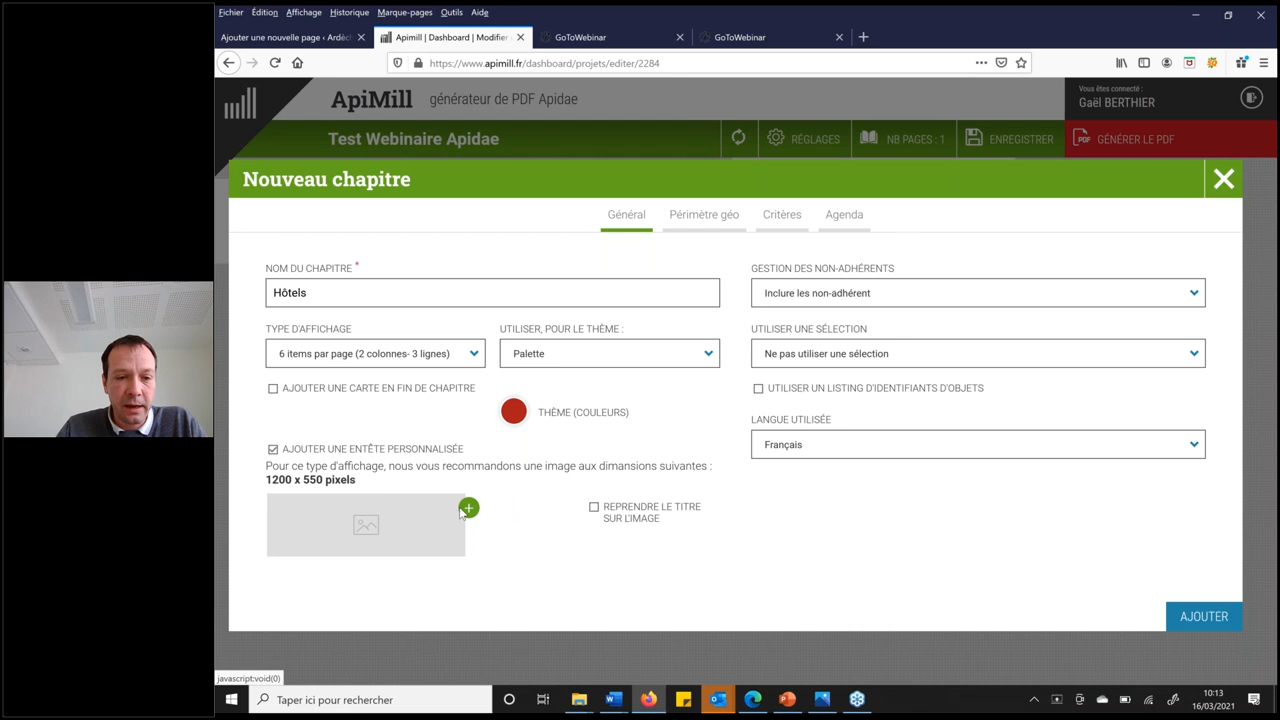 Fichier Édition Affichage Historique Marque-pages Outils Aide
Ajouter une nouvelle page ‹ Ardèch
Apimill | Dashboard | Modifier
GoToWebinar
GoToWebinar
https://www.apimill.fr/dashboard/projets/editer/2284
ApiMill générateur de PDF Apidae
Vous êtes connecté :
Gaël BERTHIER
Test Webinaire Apidae
RÉGLAGES
NB PAGES : 1
ENREGISTRER
PDF GÉNÉRER LE PDF
Nouveau chapitre
Général Périmètre géo Critères Agenda
NOM DU CHAPITRE *
Hôtels
GESTION DES NON-ADHÉRENTS
Inclure les non-adhérent
TYPE D'AFFICHAGE
6 items par page (2 colonnes- 3 lignes)
UTILISER, POUR LE THÈME :
Palette
UTILISER UNE SÉLECTION
Ne pas utiliser une sélection
AJOUTER UNE CARTE EN FIN DE CHAPITRE
THÈME (COULEURS)
UTILISER UN LISTING D'IDENTIFIANTS D'OBJETS
LANGUE UTILISÉE
Français
AJOUTER UNE ENTÊTE PERSONNALISÉE
Pour ce type d'affichage, nous vous recommandons une image aux dimansions suivantes :
1200 x 550 pixels
REPRENDRE LE TITRE
SUR L'IMAGE
AJOUTER
javascript:void(0)
Taper ici pour rechercher
10:13
16/03/2021